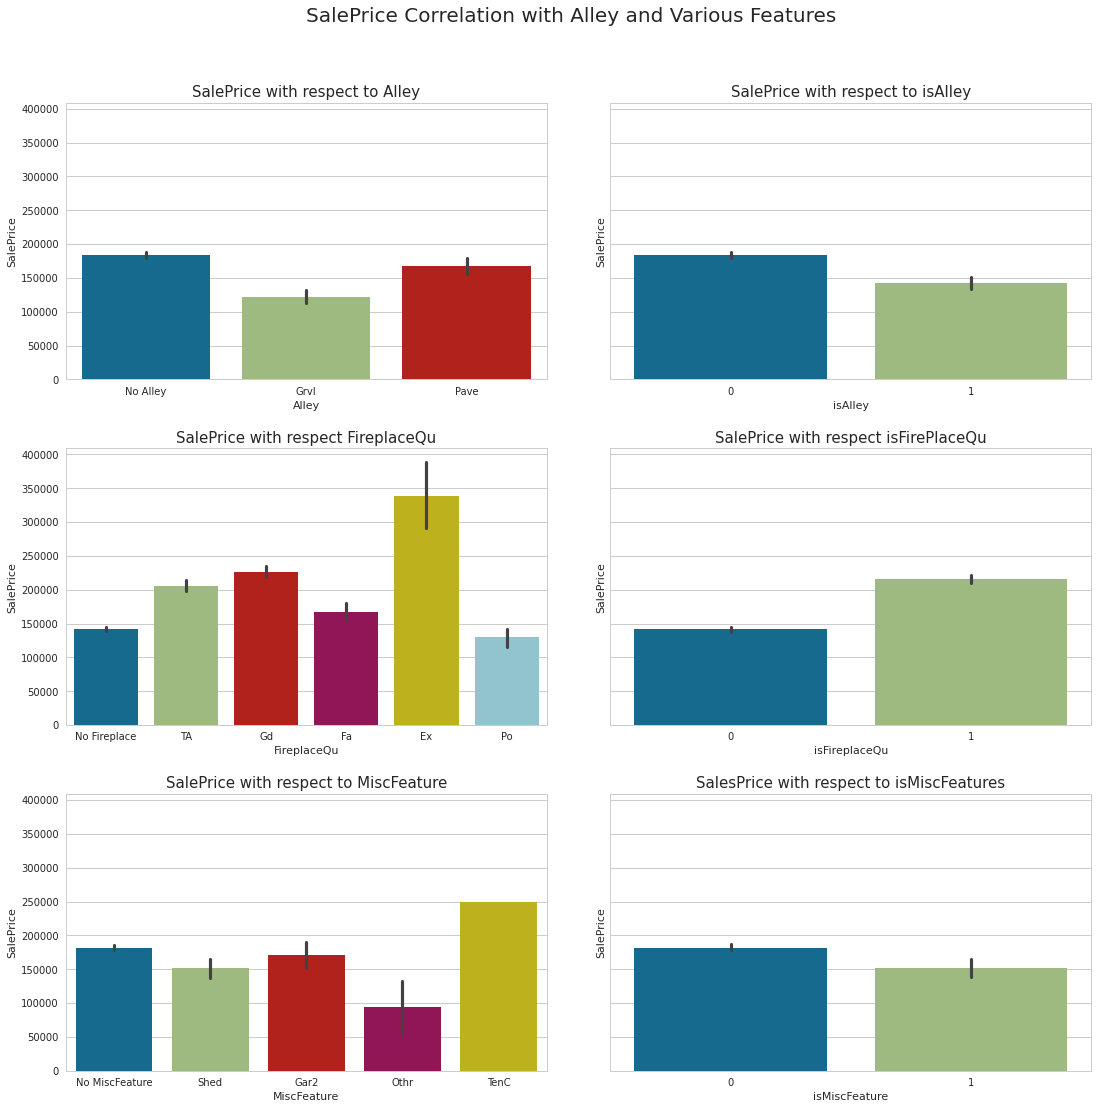 SalePrice Correlation with Alley and Various Features
SalePrice with respect to Alley
400000
350000
300000
250000
200000
150000
100000
50000
0
SalePrice
No Alley Grvl Pave
Alley
SalePrice with respect to isAlley
SalePrice
0 1
isAlley
SalePrice with respect FireplaceQu
400000
350000
300000
250000
200000
150000
100000
50000
0
SalePrice
No Fireplace TA Gd Fa Ex Po
FireplaceQu
SalePrice with respect isFirePlaceQu
SalePrice
0 1
isFireplaceQu
SalePrice with respect to MiscFeature
400000
350000
300000
250000
200000
150000
100000
50000
0
SalePrice
No MiscFeature Shed Gar2 Othr TenC
MiscFeature
SalesPrice with respect to isMiscFeatures
SalePrice
0 1
isMiscFeature